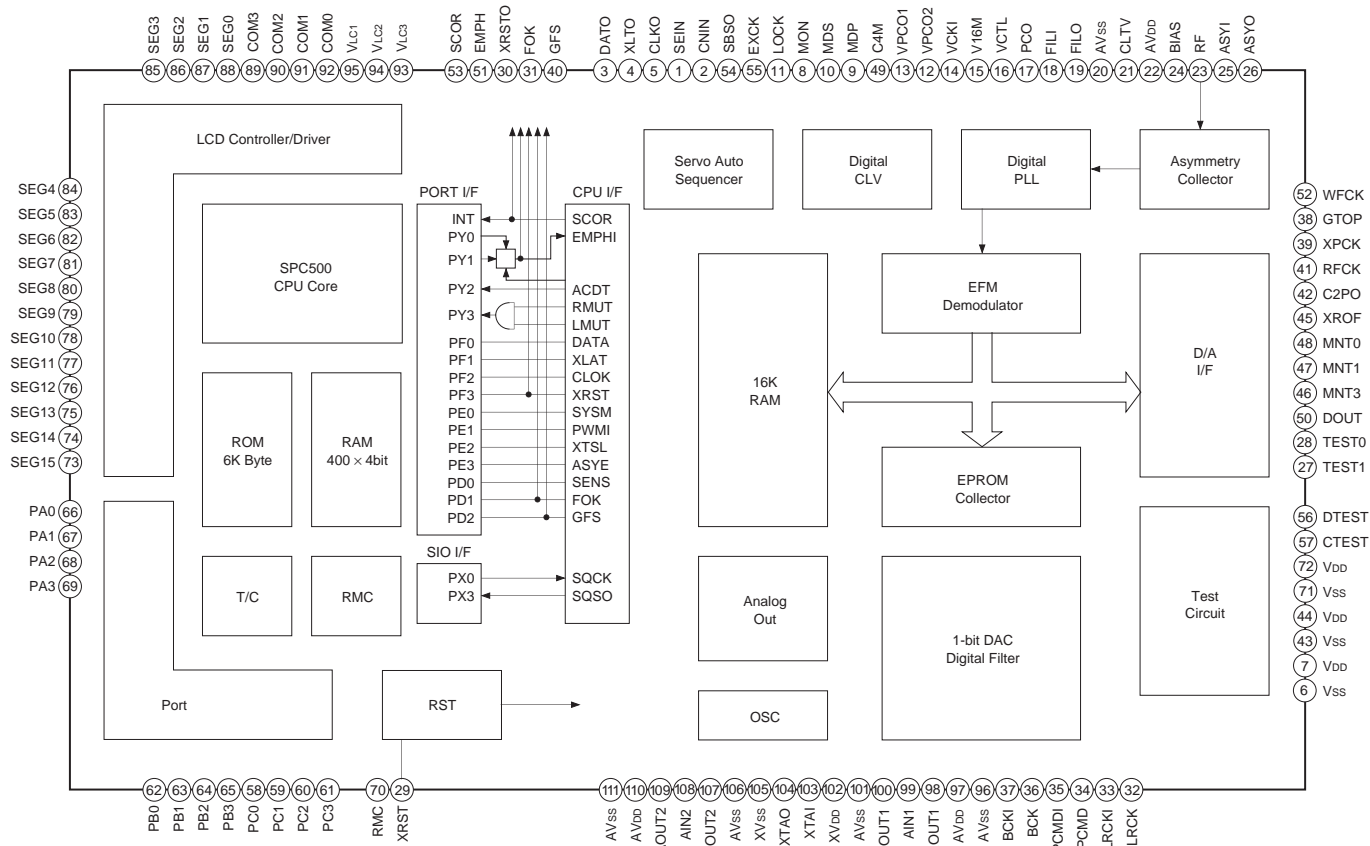 SEG3 SEG2 SEG1 SEG0 COM3 COM2 COM1 COM0 VLC1 VLC2 VLC3 SCOR EMPH XRSTO FOK GFS DATO XLTO CLKO SEIN CNIN SBSO EXCK LOCK MON MDS MDP C4M VPCO1 VPCO2 VCKI V16M VCTL PCO FILI FILO AVSS CLTV AVDD BIAS RF ASYI ASYO
85 86 87 88 89 90 91 92 95 94 93 53 51 30 31 40 3 4 5 1 2 54 55 11 8 10 9 49 13 12 14 15 16 17 18 19 20 21 22 24 23 25 26
LCD Controller/Driver
Servo Auto
Sequencer
Digital
CLV
Digital
PLL
Asymmetry
Collector
SEG4 84
SEG5 83
SEG6 82
SEG7 81
SEG8 80
SEG9 79
SEG10 78
SEG11 77
SEG12 76
SEG13 75
SEG14 74
SEG15 73
PA0 66
PA1 67
PA2 68
PA3 69
SPC500
CPU Core
ROM
6K Byte
RAM
400 × 4bit
T/C
RMC
Port
RST
PORT I/F
INT
PY0
PY1
PY2
PY3
PF0
PF1
PF2
PF3
PE0
PE1
PE2
PE3
PD0
PD1
PD2
SIO I/F
PX0
PX3
CPU I/F
SCOR
EMPHI
ACDT
RMUT
LMUT
DATA
XLAT
CLOK
XRST
SYSM
PWMI
XTSL
ASYE
SENS
FOK
GFS
SQCK
SQSO
16K
RAM
EFM
Demodulator
D/A
I/F
EPROM
Collector
Analog
Out
1-bit DAC
Digital Filter
OSC
Test
Circuit
52 WFCK
38 GTOP
39 XPCK
41 RFCK
42 C2PO
45 XROF
48 MNT0
47 MNT1
46 MNT3
50 DOUT
28 TEST0
27 TEST1
56 DTEST
57 CTEST
72 VDD
71 VSS
44 VDD
43 VSS
7 VDD
6 VSS
62 63 64 65 58 59 60 61 70 29 111 110 109 108 107 106 105 104 103 102 101 100 99 98 97 96 37 36 35 34 33 32
PB0 PB1 PB2 PB3 PC0 PC1 PC2 PC3 RMC XRST AVSS AVDD AIN2 OUT2 AVSS XVSS XTAO XTAI XVDD AVSS AIN1 OUT1 AVDD AVSS BCKI BCK PCMD LRCKI LRCK